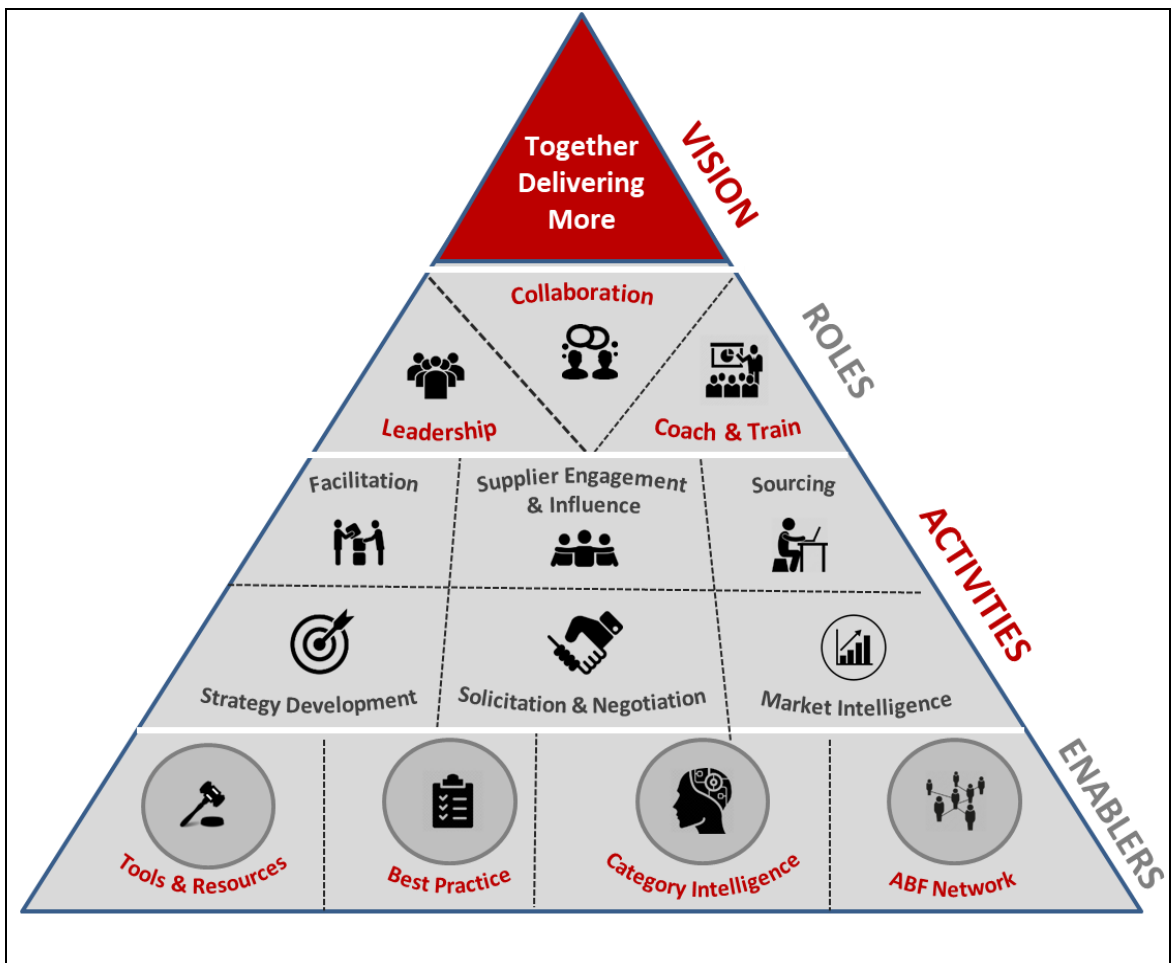 Together
Delivering
More
VISION
Collaboration
Leadership
Coach & Train
ROLES
Facilitation
Supplier Engagement
& Influence
Sourcing
Strategy Development
Solicitation & Negotiation
Market Intelligence
ACTIVITIES
Tools & Resources
Best Practice
Category Intelligence
ABF Network
ENABLERS